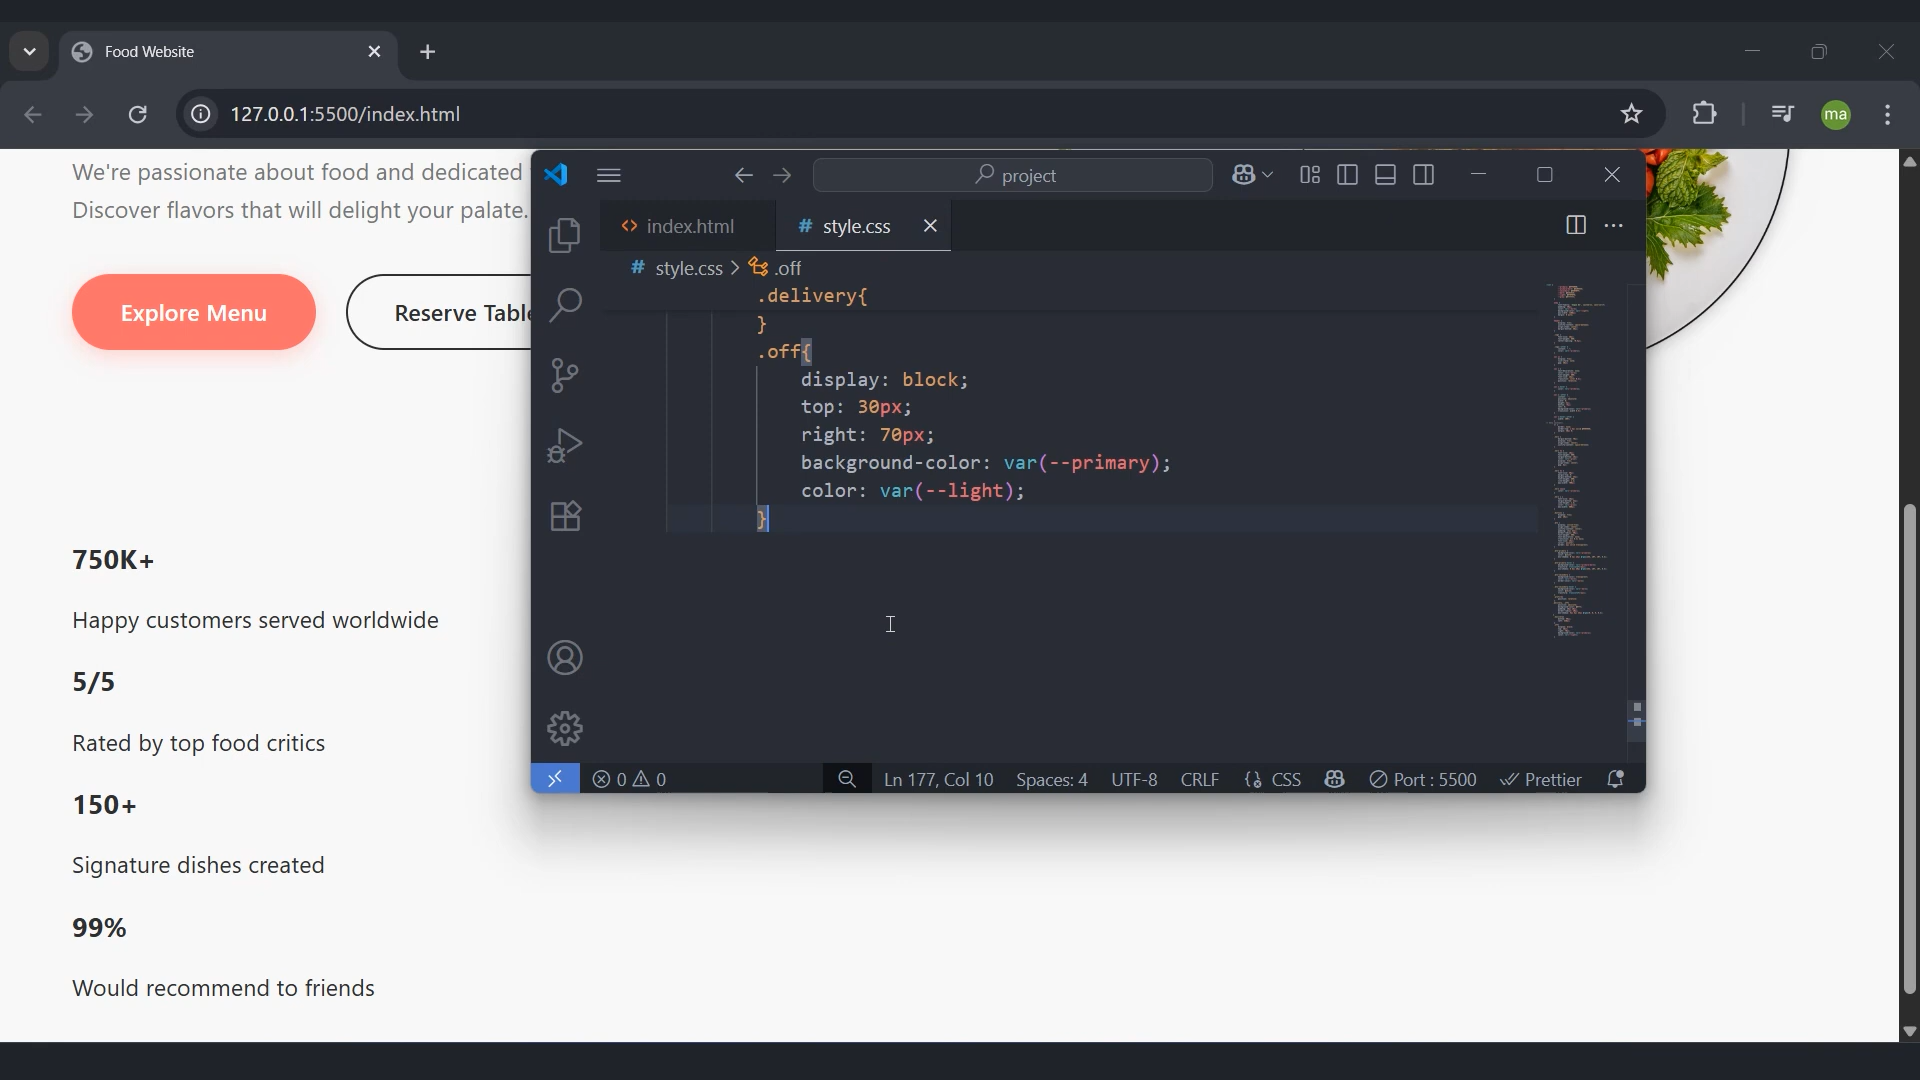 Food Website
127.0.0.1:5500/index.html
ma
We're passionate about food and dedicated
Discover flavors that will delight your palate.
Explore Menu
Reserve Table
750K+
Happy customers served worldwide
5/5
Rated by top food critics
150+
Signature dishes created
99%
Would recommend to friends
project
<> index.html
# style.css
# style.css > .off
.delivery{
}
.off{
display: block;
top: 30px;
right: 70px;
background-color: var(--primary);
color: var(--light);
}
0 0
Ln 177, Col 10
Spaces: 4
UTF-8
CRLF
CSS
Port : 5500
Prettier